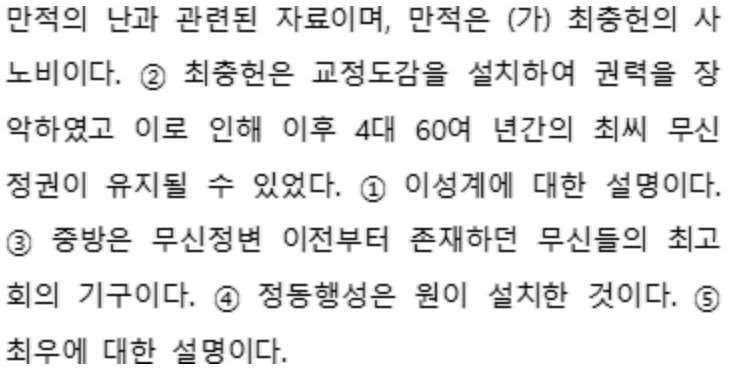 만적의 난과 관련된 자료이며, 만적은 (가) 최충헌의 사
노비이다. ② 최충헌은 교정도감을 설치하여 권력을 장
악하였고 이로 인해 이후 4대 60여 년간의 최씨 무신
정권이 유지될 수 있었다. ① 이성계에 대한 설명이다.
③ 중방은 무신정변 이전부터 존재하던 무신들의 최고
회의 기구이다. ④ 정동행성은 원이 설치한 것이다. ⑤
최우에 대한 설명이다.